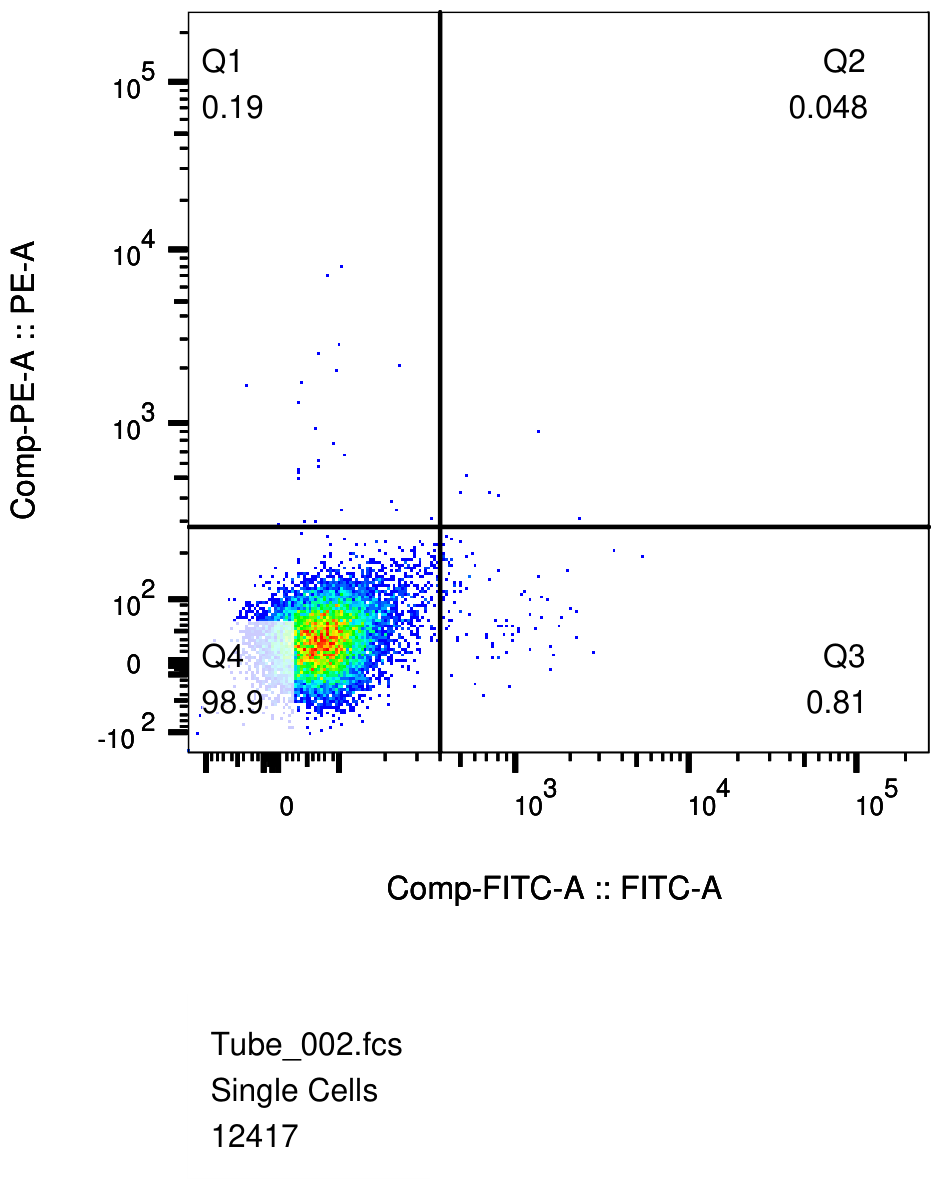 Q1
0.19
Q2
0.048
10^5
10^4
10^3
10^2
0
-10^2
Comp-PE-A :: PE-A
Q4
98.9
Q3
0.81
0
10^3
10^4
10^5
Comp-FITC-A :: FITC-A
Tube_002.fcs
Single Cells
12417